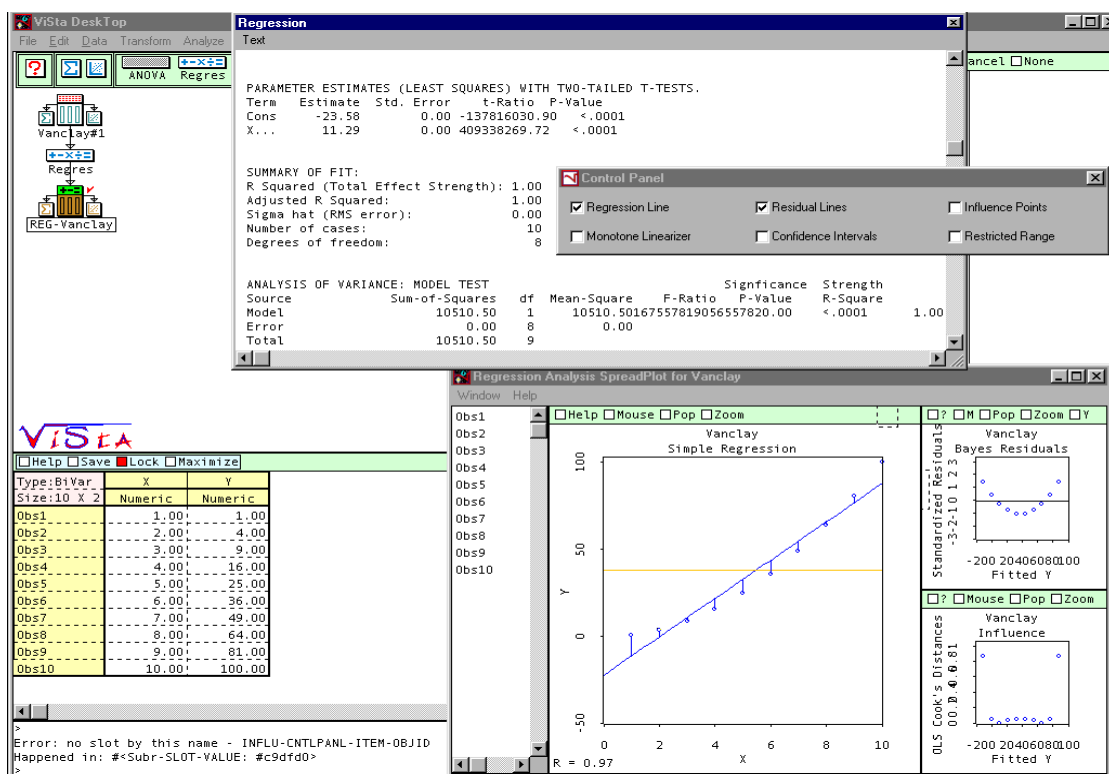 ViSta DeskTop
File Edit Data Transform Analyze
? Σ ANOVA Regres
ancel None
Vanclay#1
Regres
REG-Vanclay
Regression
Text
PARAMETER ESTIMATES (LEAST SQUARES) WITH TWO-TAILED T-TESTS.
Term Estimate Std. Error t-Ratio P-Value
Cons -23.58 0.00 -137816030.90 <.0001
X... 11.29 0.00 409338269.72 <.0001
SUMMARY OF FIT:
R Squared (Total Effect Strength): 1.00
Adjusted R Squared: 1.00
Sigma hat (RMS error): 0.00
Number of cases: 10
Degrees of freedom: 8
ANALYSIS OF VARIANCE: MODEL TEST Signficance Strength
Source Sum-of-Squares df Mean-Square F-Ratio P-Value R-Square
Model 10510.50 1 10510.5016755781905655782​0.00 <.0001 1.00
Error 0.00 8 0.00
Total 10510.50 9
Control Panel
Regression Line Residual Lines Influence Points
Monotone Linearizer Confidence Intervals Restricted Range
ViSta
Help Save Lock Maximize
Type:BiVar X Y
Size:10 X 2 Numeric Numeric
Obs1 1.00 1.00
Obs2 2.00 4.00
Obs3 3.00 9.00
Obs4 4.00 16.00
Obs5 5.00 25.00
Obs6 6.00 36.00
Obs7 7.00 49.00
Obs8 8.00 64.00
Obs9 9.00 81.00
Obs10 10.00 100.00
>
Error: no slot by this name - INFLU-CNTLPANL-ITEM-OBJID
Happened in: #<Subr-SLOT-VALUE: #c9dfd0>
>
Regression Analysis SpreadPlot for Vanclay
Window Help
Obs1
Obs2
Obs3
Obs4
Obs5
Obs6
Obs7
Obs8
Obs9
Obs10
Help Mouse Pop Zoom
Vanclay
Simple Regression
100
50
0
-50
Y
0 2 4 6 8 10
X
R = 0.97
? M Pop Zoom Y
Vanclay
Bayes Residuals
Standardized Residuals
-3-2-1 0 1 2 3
-200 20406080100
Fitted Y
? Mouse Pop Zoom
Vanclay
Influence
OLS Cook's Distances
-200 20406080100
Fitted Y